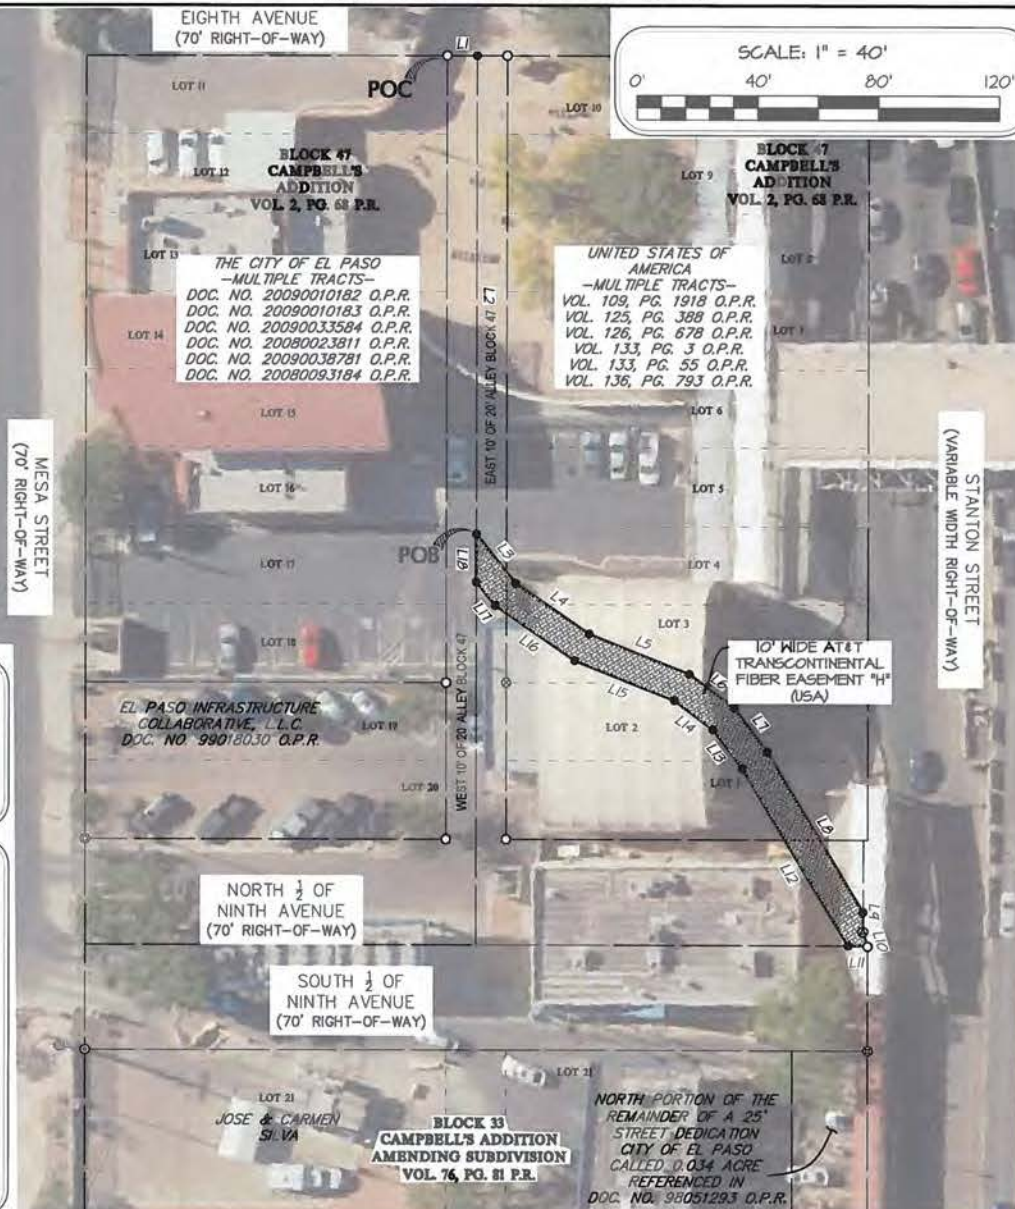 EIGHTH AVENUE
(70' RIGHT-OF-WAY)
L1
POC
SCALE: 1" = 40'
0' 40' 80' 120'
LOT 11
LOT 10
BLOCK 47
CAMPBELL'S
ADDITION
VOL. 2, PG. 68 P.R.
LOT 12
LOT 9
BLOCK 47
CAMPBELL'S
ADDITION
VOL. 2, PG. 68 P.R.
LOT 13
THE CITY OF EL PASO
-MULTIPLE TRACTS-
DOC. NO. 20090010182 O.P.R.
DOC. NO. 20090010183 O.P.R.
DOC. NO. 20090033584 O.P.R.
DOC. NO. 20080023811 O.P.R.
DOC. NO. 20090038781 O.P.R.
DOC. NO. 20080093184 O.P.R.
UNITED STATES OF
AMERICA
-MULTIPLE TRACTS-
VOL. 109, PG. 1918 O.P.R.
VOL. 125, PG. 388 O.P.R.
VOL. 126, PG. 678 O.P.R.
VOL. 133, PG. 3 O.P.R.
VOL. 133, PG. 55 O.P.R.
VOL. 136, PG. 793 O.P.R.
LOT 14
LOT 15
LOT 16
LOT 17
LOT 18
LOT 19
LOT 20
EAST 10' OF 20' ALLEY BLOCK 47 L2
WEST 10' OF 20' ALLEY BLOCK 47
LOT 6
LOT 5
LOT 4
LOT 3
LOT 2
MESA STREET
(70' RIGHT-OF-WAY)
STANTON STREET
(VARIABLE WIDTH RIGHT-OF-WAY)
POB
L18
L3
L4
L5
L6
L7
L8
L9
L10
L11
L12
L13
L14
L15
L16
L17
10' WIDE AT&T
TRANSCONTINENTAL
FIBER EASEMENT "H"
(USA)
EL PASO INFRASTRUCTURE
COLLABORATIVE, L.L.C.
DOC. NO. 99018030 O.P.R.
NORTH ½ OF
NINTH AVENUE
(70' RIGHT-OF-WAY)
SOUTH ½ OF
NINTH AVENUE
(70' RIGHT-OF-WAY)
LOT 21
LOT 21
JOSE & CARMEN
SILVA
BLOCK 33
CAMPBELL'S ADDITION
AMENDING SUBDIVISION
VOL. 76, PG. 81 P.R.
NORTH PORTION OF THE
REMAINDER OF A 25'
STREET DEDICATION
CITY OF EL PASO
CALLED 0.034 ACRE
REFERENCED IN
DOC. NO. 98051293 O.P.R.